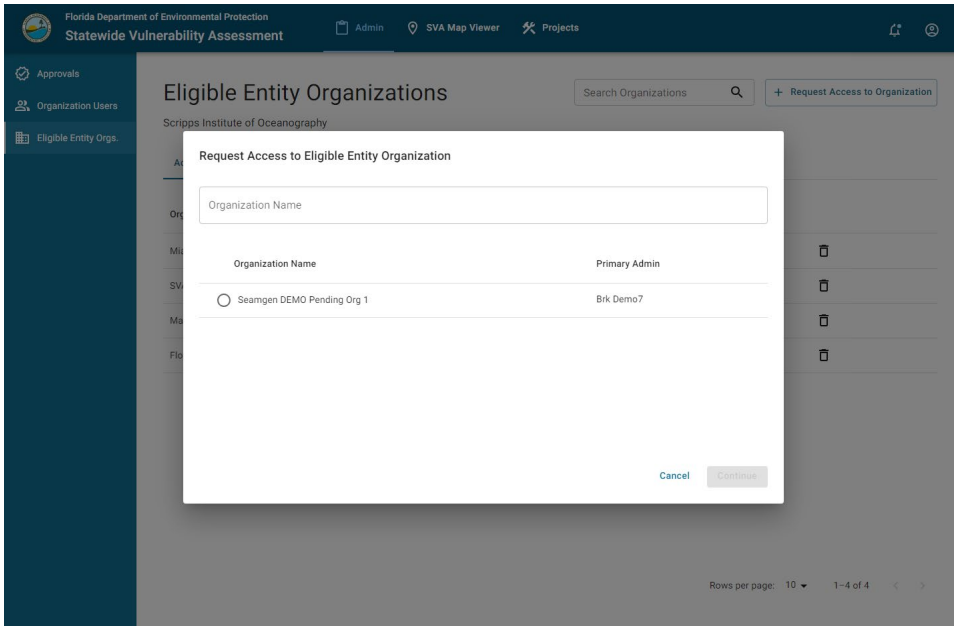 Florida Department of Environmental Protection
Statewide Vulnerability Assessment
Admin
SVA Map Viewer
Projects
Approvals
Organization Users
Eligible Entity Orgs.
Eligible Entity Organizations
Search Organizations
+ Request Access to Organization
Scripps Institute of Oceanography
Request Access to Eligible Entity Organization
Organization Name
Organization Name Primary Admin
Seamgen DEMO Pending Org 1 Brk Demo7
Cancel Continue
Rows per page: 10 1–4 of 4